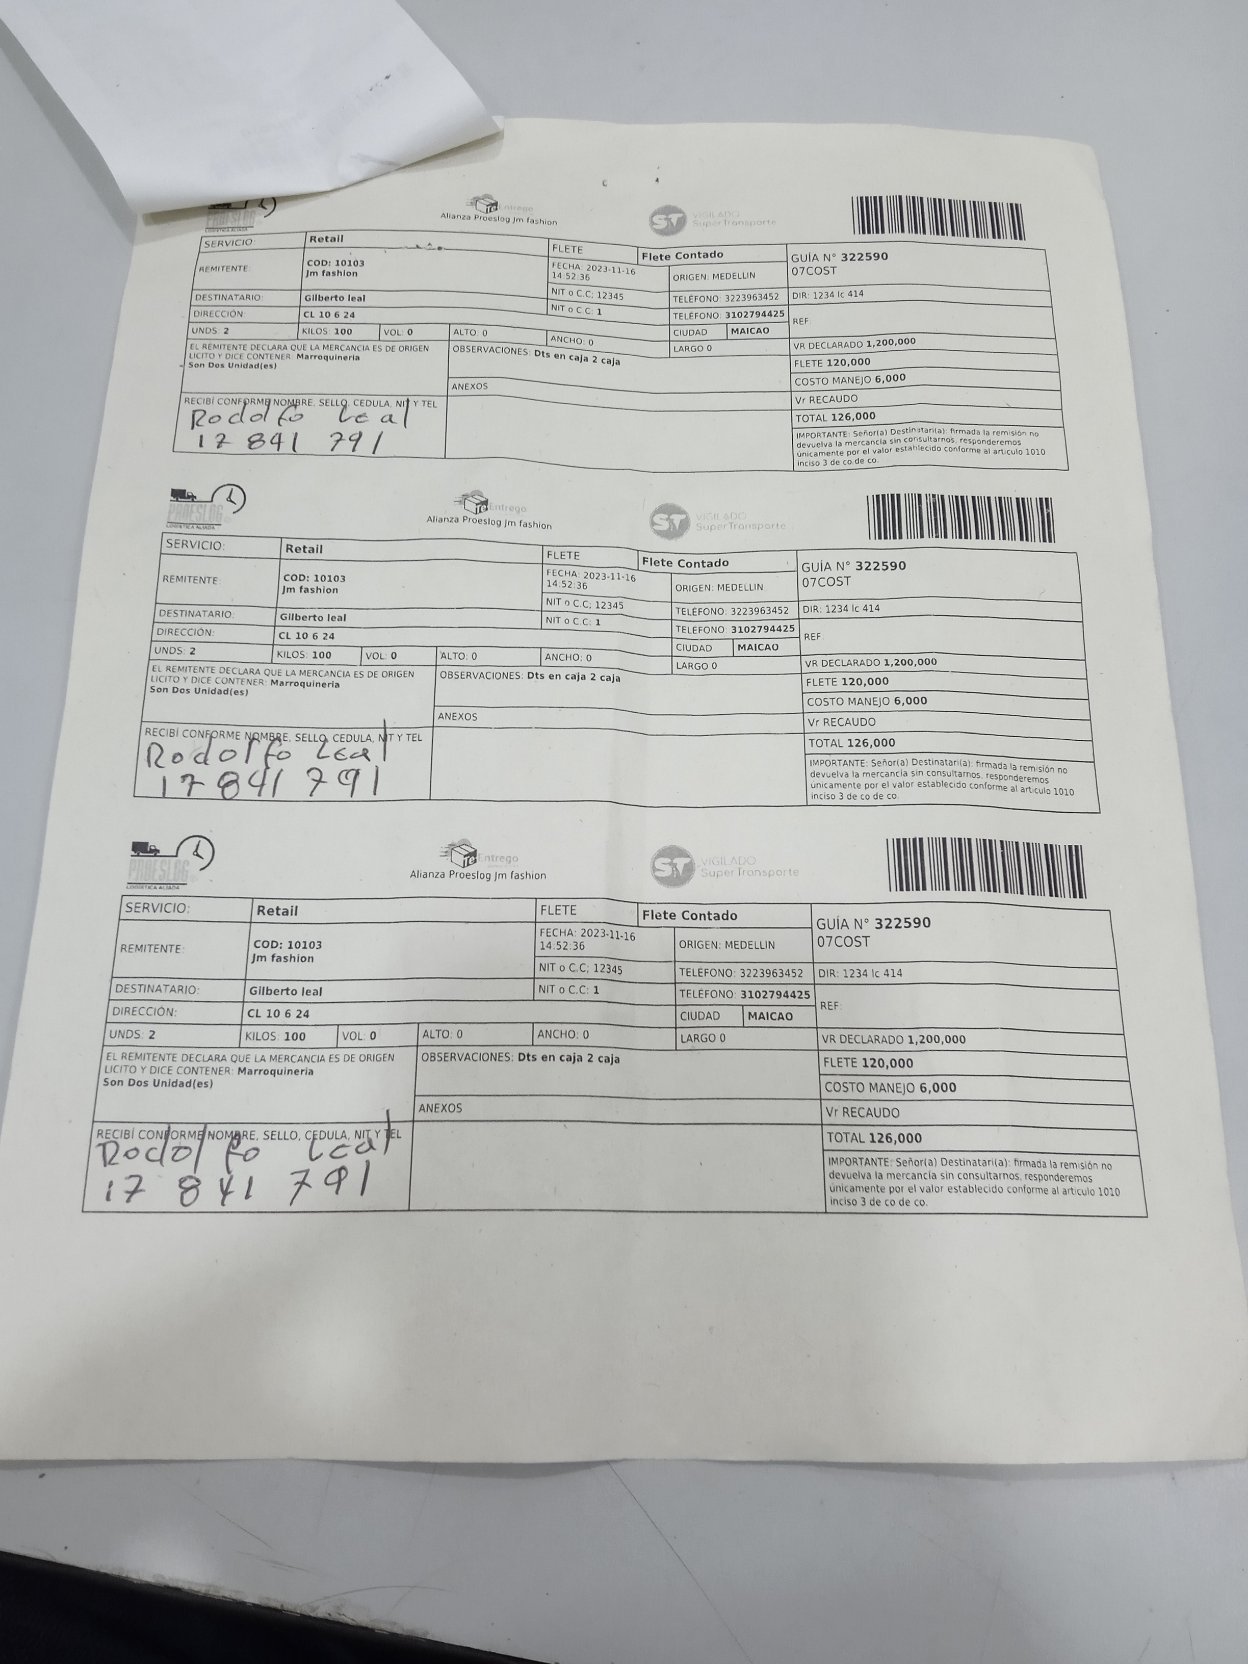 PROESLOG
LOGISTICA ALIADA
Te Entrego
Alianza Proeslog Jm fashion
ST VIGILADO
SuperTransporte
SERVICIO: Retail FLETE Flete Contado GUÍA N° 322590
07COST
REMITENTE: COD: 10103 FECHA: 2023-11-16 ORIGEN: MEDELLIN
Jm fashion 14:52:36
NIT o C.C; 12345 TELÉFONO: 3223963452 DIR: 1234 lc 414
DESTINATARIO: Gilberto leal NIT o C.C: 1 TELÉFONO: 3102794425 REF:
DIRECCIÓN: CL 10 6 24 CIUDAD MAICAO
UNDS: 2 KILOS: 100 VOL: 0 ALTO: 0 ANCHO: 0 LARGO 0 VR DECLARADO 1,200,000
EL REMITENTE DECLARA QUE LA MERCANCIA ES DE ORIGEN OBSERVACIONES: Dts en caja 2 caja FLETE 120,000
LICITO Y DICE CONTENER: Marroquineria COSTO MANEJO 6,000
Son Dos Unidad(es)
ANEXOS Vr RECAUDO
RECIBÍ CONFORME NOMBRE, SELLO, CEDULA, NIT Y TEL TOTAL 126,000
Rodolfo Leal IMPORTANTE: Señor(a) Destinatari(a): firmada la remisión no
17 841 791 devuelva la mercancia sin consultarnos, responderemos
únicamente por el valor establecido conforme al articulo 1010
inciso 3 de co de co.
PROESLOG
LOGISTICA ALIADA
Te Entrego
Alianza Proeslog Jm fashion
ST VIGILADO
SuperTransporte
SERVICIO: Retail FLETE Flete Contado GUÍA N° 322590
07COST
REMITENTE: COD: 10103 FECHA: 2023-11-16 ORIGEN: MEDELLIN
Jm fashion 14:52:36
NIT o C.C; 12345 TELÉFONO: 3223963452 DIR: 1234 lc 414
DESTINATARIO: Gilberto leal NIT o C.C: 1 TELÉFONO: 3102794425 REF:
DIRECCIÓN: CL 10 6 24 CIUDAD MAICAO
UNDS: 2 KILOS: 100 VOL: 0 ALTO: 0 ANCHO: 0 LARGO 0 VR DECLARADO 1,200,000
EL REMITENTE DECLARA QUE LA MERCANCIA ES DE ORIGEN OBSERVACIONES: Dts en caja 2 caja FLETE 120,000
LICITO Y DICE CONTENER: Marroquineria COSTO MANEJO 6,000
Son Dos Unidad(es)
ANEXOS Vr RECAUDO
RECIBÍ CONFORME NOMBRE, SELLO, CEDULA, NIT Y TEL TOTAL 126,000
Rodolfo Leal IMPORTANTE: Señor(a) Destinatari(a): firmada la remisión no
17 841 791 devuelva la mercancia sin consultarnos, responderemos
únicamente por el valor establecido conforme al articulo 1010
inciso 3 de co de co.
PROESLOG
LOGISTICA ALIADA
Te Entrego
Alianza Proeslog Jm fashion
ST VIGILADO
SuperTransporte
SERVICIO: Retail FLETE Flete Contado GUÍA N° 322590
07COST
REMITENTE: COD: 10103 FECHA: 2023-11-16 ORIGEN: MEDELLIN
Jm fashion 14:52:36
NIT o C.C; 12345 TELÉFONO: 3223963452 DIR: 1234 lc 414
DESTINATARIO: Gilberto leal NIT o C.C: 1 TELÉFONO: 3102794425 REF:
DIRECCIÓN: CL 10 6 24 CIUDAD MAICAO
UNDS: 2 KILOS: 100 VOL: 0 ALTO: 0 ANCHO: 0 LARGO 0 VR DECLARADO 1,200,000
EL REMITENTE DECLARA QUE LA MERCANCIA ES DE ORIGEN OBSERVACIONES: Dts en caja 2 caja FLETE 120,000
LICITO Y DICE CONTENER: Marroquineria COSTO MANEJO 6,000
Son Dos Unidad(es)
ANEXOS Vr RECAUDO
RECIBÍ CONFORME NOMBRE, SELLO, CEDULA, NIT Y TEL TOTAL 126,000
Rodolfo Leal IMPORTANTE: Señor(a) Destinatari(a): firmada la remisión no
17 841 791 devuelva la mercancia sin consultarnos, responderemos
únicamente por el valor establecido conforme al articulo 1010
inciso 3 de co de co.